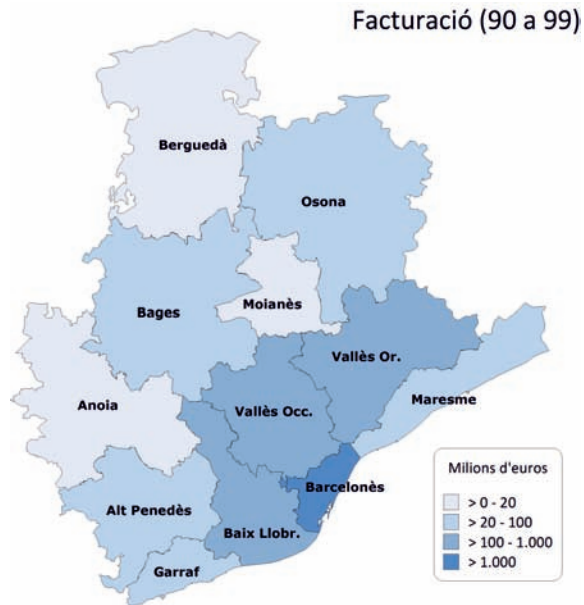 Facturació (90 a 99)
Berguedà
Osona
Moianès
Bages
Vallès Or.
Maresme
Anoia
Vallès Occ.
Barcelonès
Alt Penedès
Baix Llobr.
Garraf
Milions d'euros
> 0 - 20
> 20 - 100
> 100 - 1.000
> 1.000